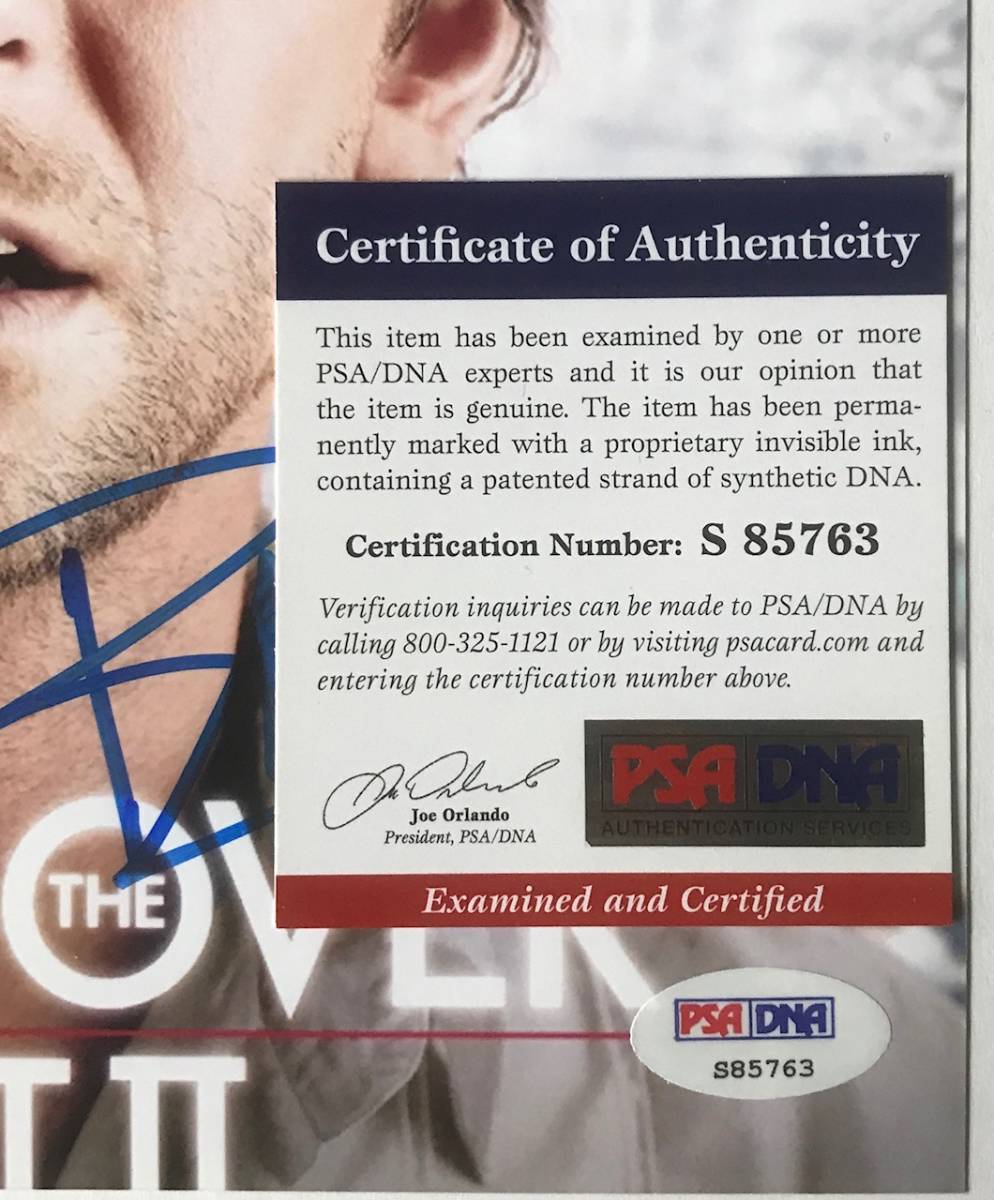 Certificate of Authenticity
This item has been examined by one or more
PSA/DNA experts and it is our opinion that
the item is genuine. The item has been perma-
nently marked with a proprietary invisible ink,
containing a patented strand of synthetic DNA.
Certification Number: S 85763
Verification inquiries can be made to PSA/DNA by
calling 800-325-1121 or by visiting psacard.com and
entering the certification number above.
Joe Orlando
President, PSA/DNA
PSA DNA
AUTHENTICATION SERVICES
Examined and Certified
THE
OVER
PSA DNA
S85763
II